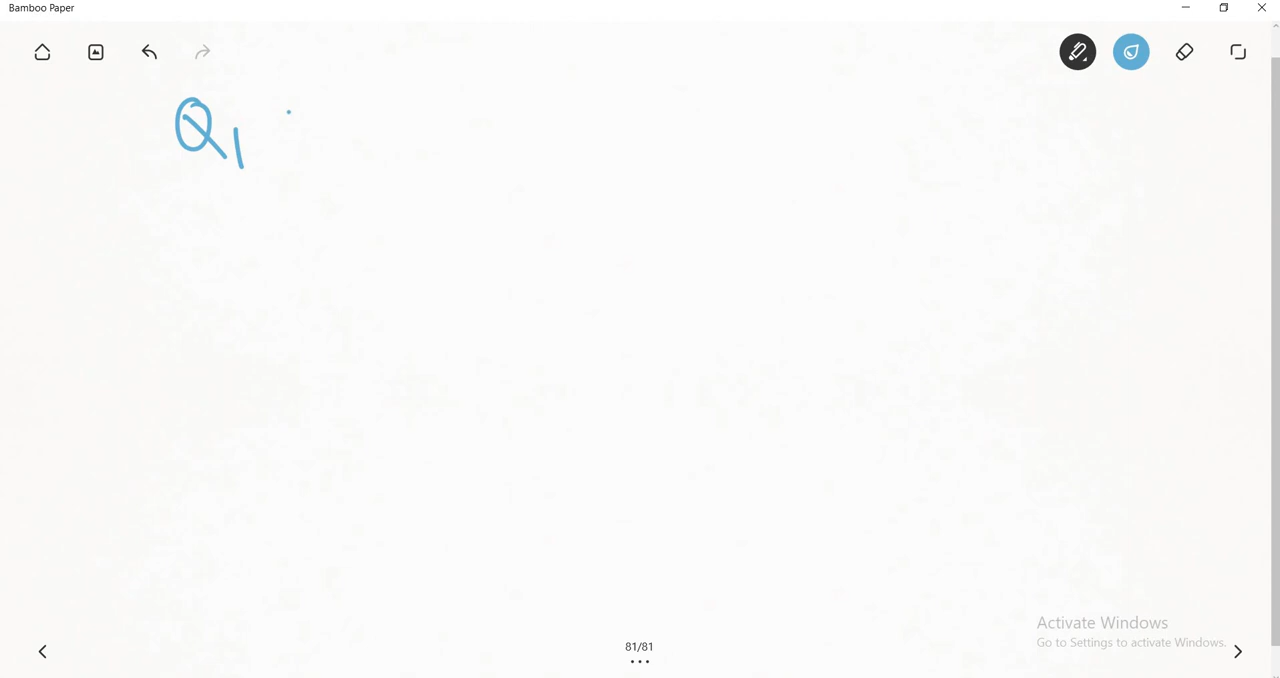 Bamboo Paper
Q1
81/81
Activate Windows
Go to Settings to activate Windows.